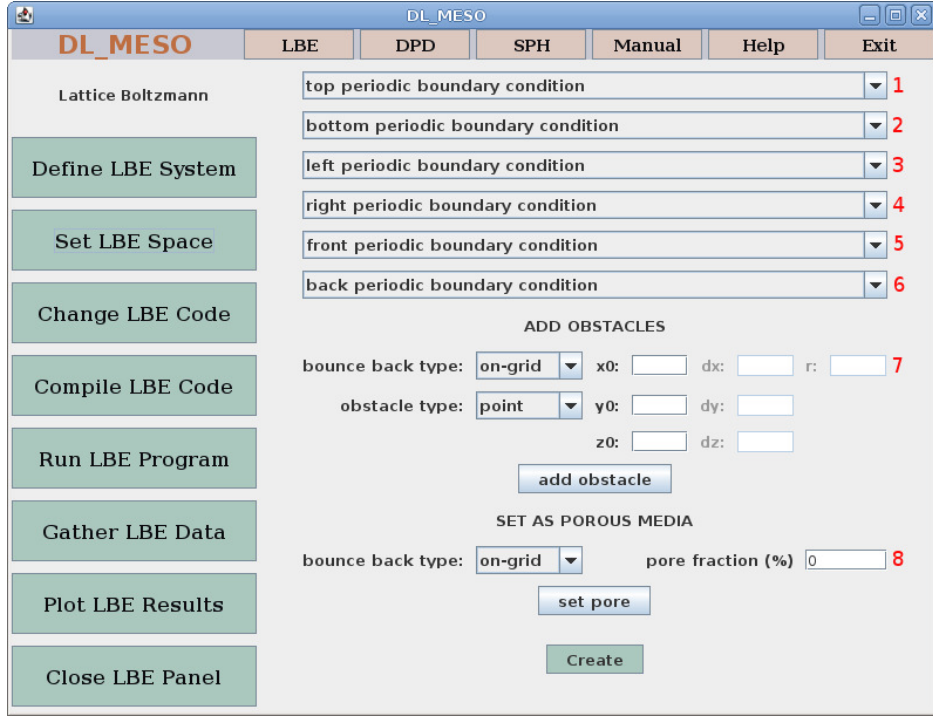 DL_MESO
DL_MESO LBE DPD SPH Manual Help Exit
Lattice Boltzmann
Define LBE System
Set LBE Space
Change LBE Code
Compile LBE Code
Run LBE Program
Gather LBE Data
Plot LBE Results
Close LBE Panel
top periodic boundary condition 1
bottom periodic boundary condition 2
left periodic boundary condition 3
right periodic boundary condition 4
front periodic boundary condition 5
back periodic boundary condition 6
ADD OBSTACLES
bounce back type: on-grid x0: dx: r: 7
obstacle type: point y0: dy:
z0: dz:
add obstacle
SET AS POROUS MEDIA
bounce back type: on-grid pore fraction (%) 0 8
set pore
Create